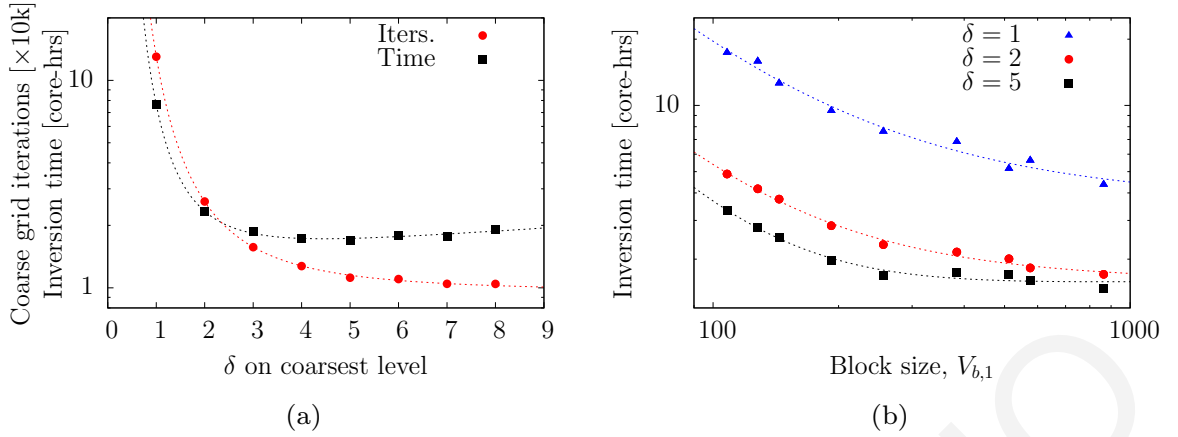 Coarse grid iterations [×10k]
Inversion time [core-hrs]
10
1
Iters.
Time
0 1 2 3 4 5 6 7 8 9
δ on coarsest level
(a)
Inversion time [core-hrs]
10
δ = 1
δ = 2
δ = 5
100 1000
Block size, V_{b,1}
(b)